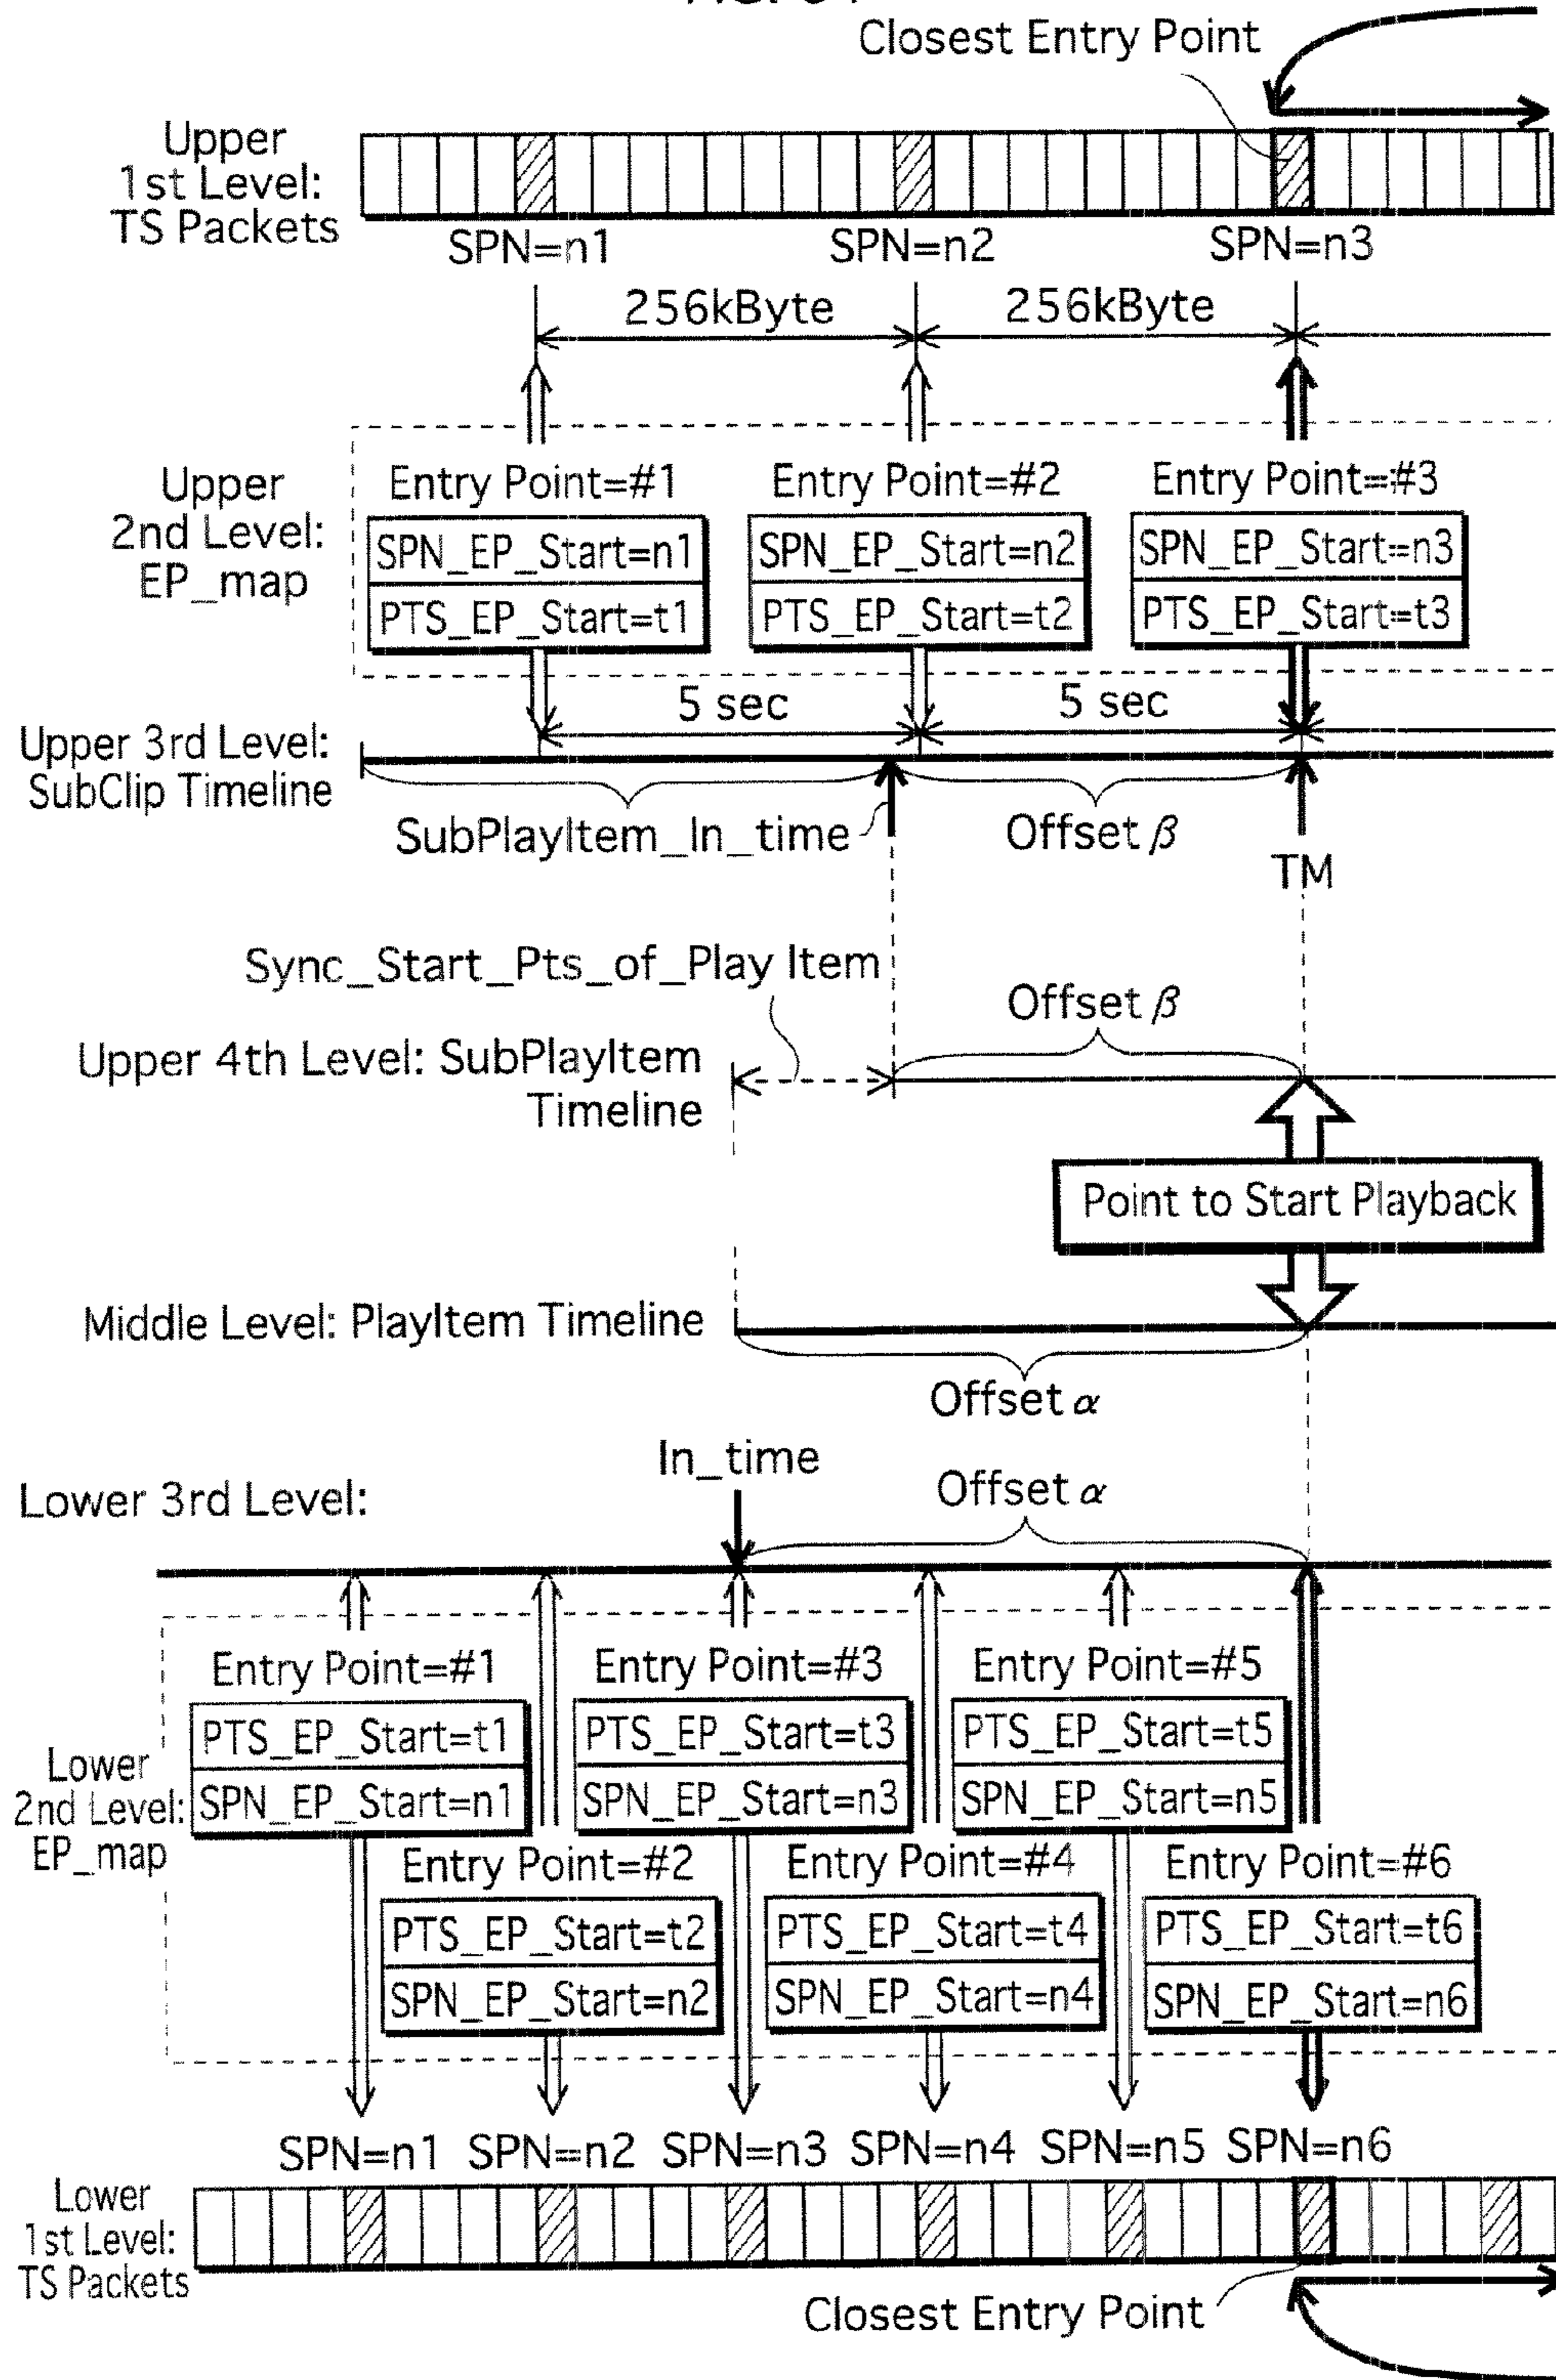 Closest Entry Point
Upper
1st Level:
TS Packets
SPN=n1 SPN=n2 SPN=n3
256kByte 256kByte
Upper
2nd Level:
EP_map
Entry Point=#1 Entry Point=#2 Entry Point=#3
SPN_EP_Start=n1 SPN_EP_Start=n2 SPN_EP_Start=n3
PTS_EP_Start=t1 PTS_EP_Start=t2 PTS_EP_Start=t3
5 sec 5 sec
Upper 3rd Level:
SubClip Timeline
SubPlayItem_In_time Offset β
TM
Sync_Start_Pts_of_Play Item
Offset β
Upper 4th Level: SubPlayItem
Timeline
Point to Start Playback
Middle Level: PlayItem Timeline
Offset α
In_time
Offset α
Lower 3rd Level:
Entry Point=#1 Entry Point=#3 Entry Point=#5
PTS_EP_Start=t1 PTS_EP_Start=t3 PTS_EP_Start=t5
SPN_EP_Start=n1 SPN_EP_Start=n3 SPN_EP_Start=n5
Lower
2nd Level:
EP_map
Entry Point=#2 Entry Point=#4 Entry Point=#6
PTS_EP_Start=t2 PTS_EP_Start=t4 PTS_EP_Start=t6
SPN_EP_Start=n2 SPN_EP_Start=n4 SPN_EP_Start=n6
SPN=n1 SPN=n2 SPN=n3 SPN=n4 SPN=n5 SPN=n6
Lower
1st Level:
TS Packets
Closest Entry Point